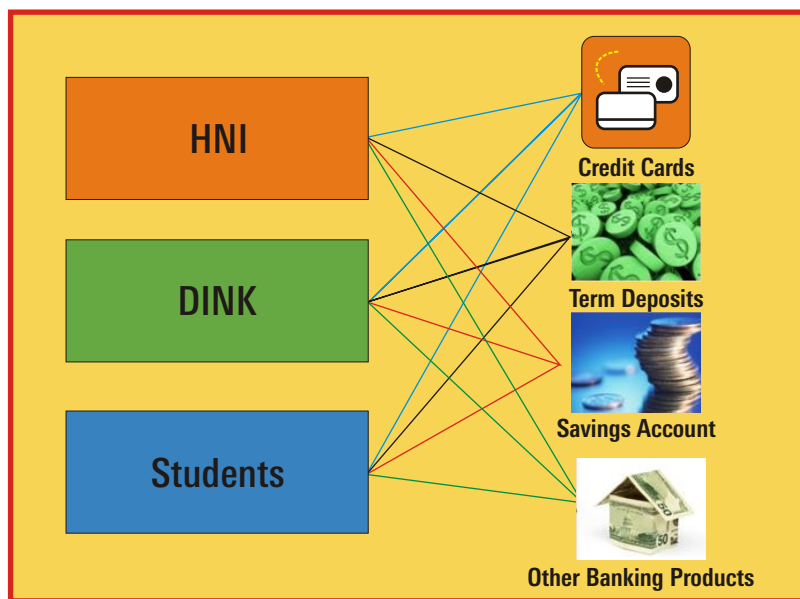 HNI
DINK
Students
Credit Cards
Term Deposits
Savings Account
Other Banking Products